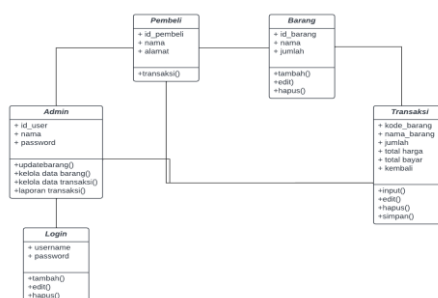 Pembeli
+ id_pembeli
+ nama
+ alamat
+transaksi()
Barang
+ id_barang
+ nama
+ jumlah
+tambah()
+edit()
+hapus()
Admin
+ id_user
+ nama
+ password
+updatebarang()
+kelola data barang()
+kelola data transaksi()
+laporan transaksi()
Transaksi
+ kode_barang
+ nama_barang
+ jumlah
+ total harga
+ total bayar
+ kembali
+input()
+edit()
+hapus()
+simpan()
Login
+ username
+ password
+tambah()
+edit()
+hapus()